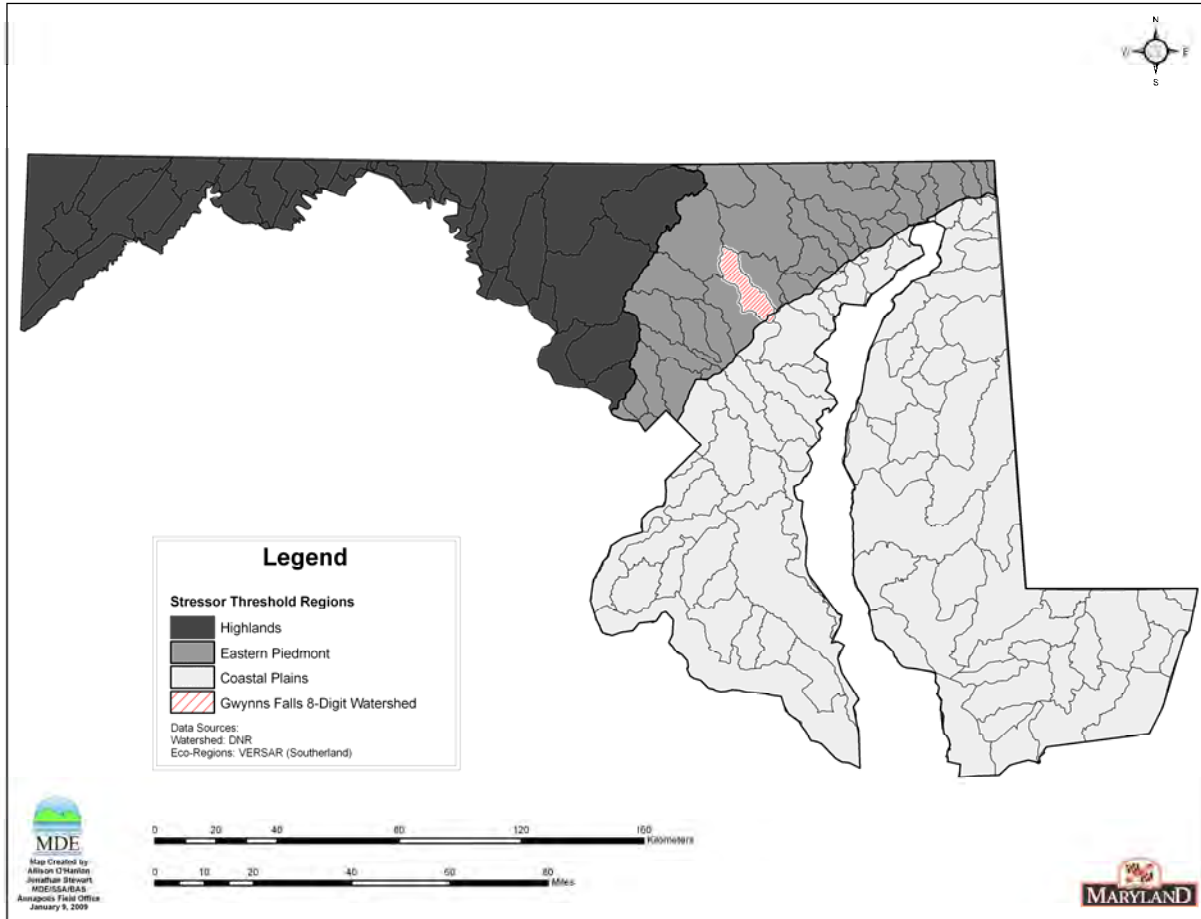 N
W
E
S
Legend
Stressor Threshold Regions
Highlands
Eastern Piedmont
Coastal Plains
Gwynns Falls 8-Digit Watershed
Data Sources:
Watershed: DNR
Eco-Regions: VERSAR (Southerland)
MDE
Map Created by
Allison O'Hanlon
Jonathan Stewart
MDE/SSA/BAS
Annapolis Field Office
January 9, 2009
0 20 40 80 120 160
Kilometers
0 10 20 40 60 80
Miles
MARYLAND